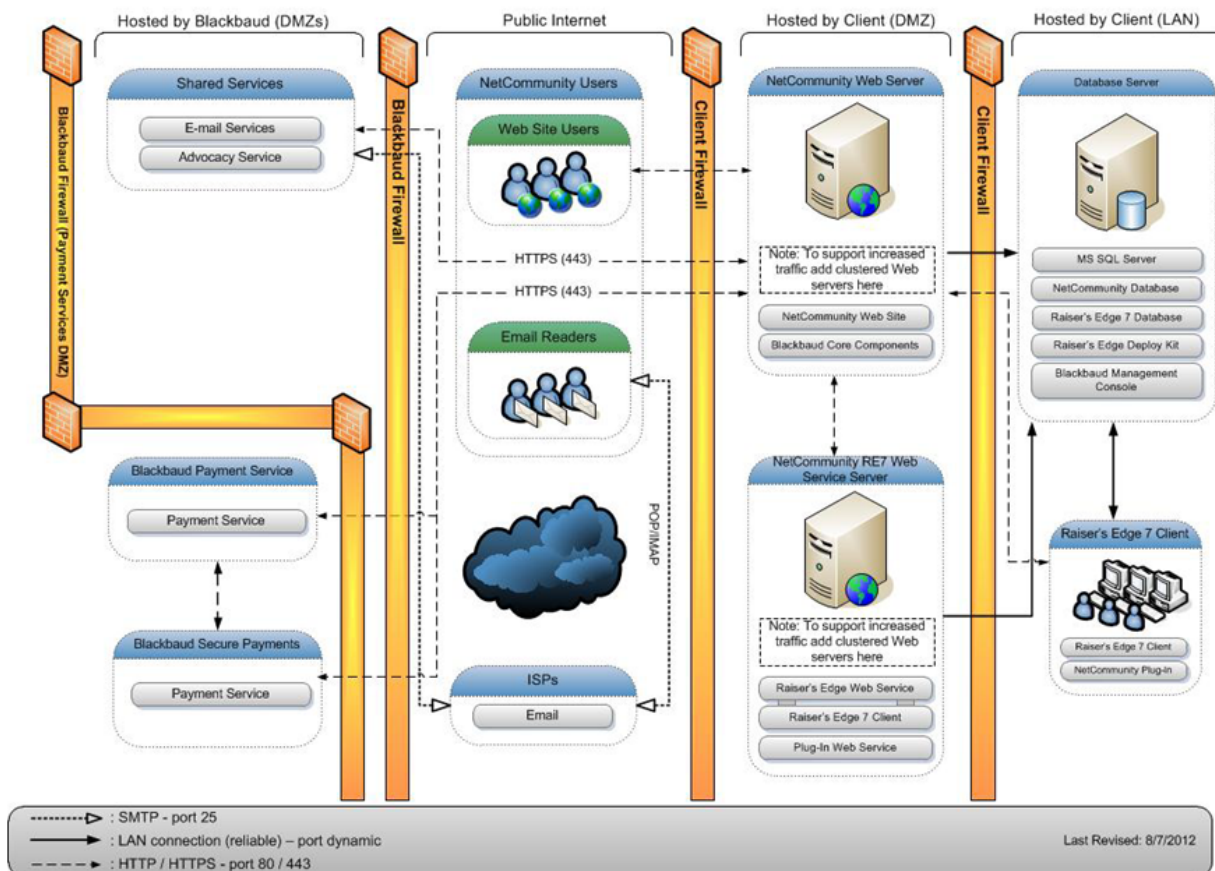 Hosted by Blackbaud (DMZs)
Public Internet
Hosted by Client (DMZ)
Hosted by Client (LAN)
Blackbaud Firewall (Payment Services DMZ)
Shared Services
E-mail Services
Advocacy Service
Blackbaud Firewall
NetCommunity Users
Web Site Users
HTTPS (443)
HTTPS (443)
Email Readers
POP/IMAP
ISPs
Email
Blackbaud Payment Service
Payment Service
Blackbaud Secure Payments
Payment Service
Client Firewall
NetCommunity Web Server
Note: To support increased
traffic add clustered Web
servers here
NetCommunity Web Site
Blackbaud Core Components
NetCommunity RE7 Web
Service Server
Note: To support increased
traffic add clustered Web
servers here
Raiser's Edge Web Service
Raiser's Edge 7 Client
Plug-In Web Service
Client Firewall
Database Server
MS SQL Server
NetCommunity Database
Raiser's Edge 7 Database
Raiser's Edge Deploy Kit
Blackbaud Management
Console
Raiser's Edge 7 Client
Raiser's Edge 7 Client
NetCommunity Plug-In
: SMTP - port 25
: LAN connection (reliable) – port dynamic
: HTTP / HTTPS - port 80 / 443
Last Revised: 8/7/2012